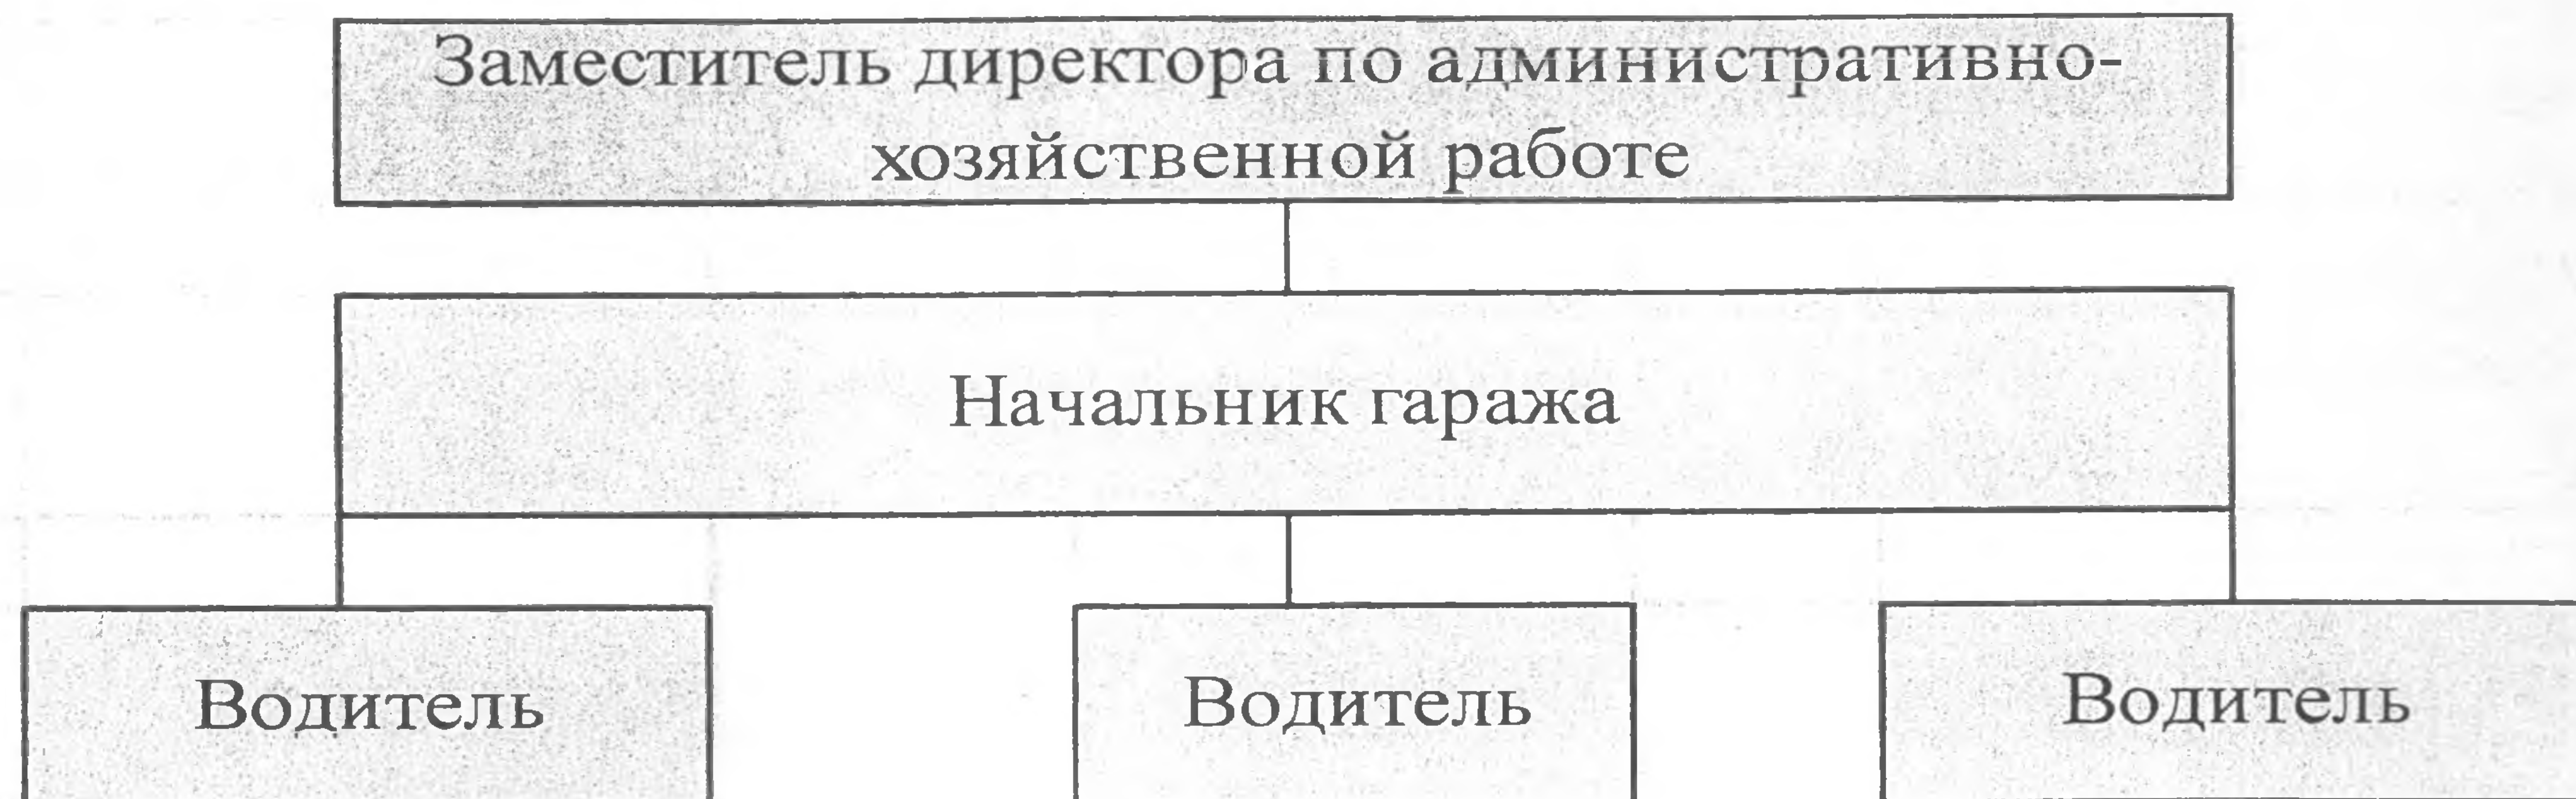 Заместитель директора по административно-
хозяйственной работе
Начальник гаража
Водитель
Водитель
Водитель